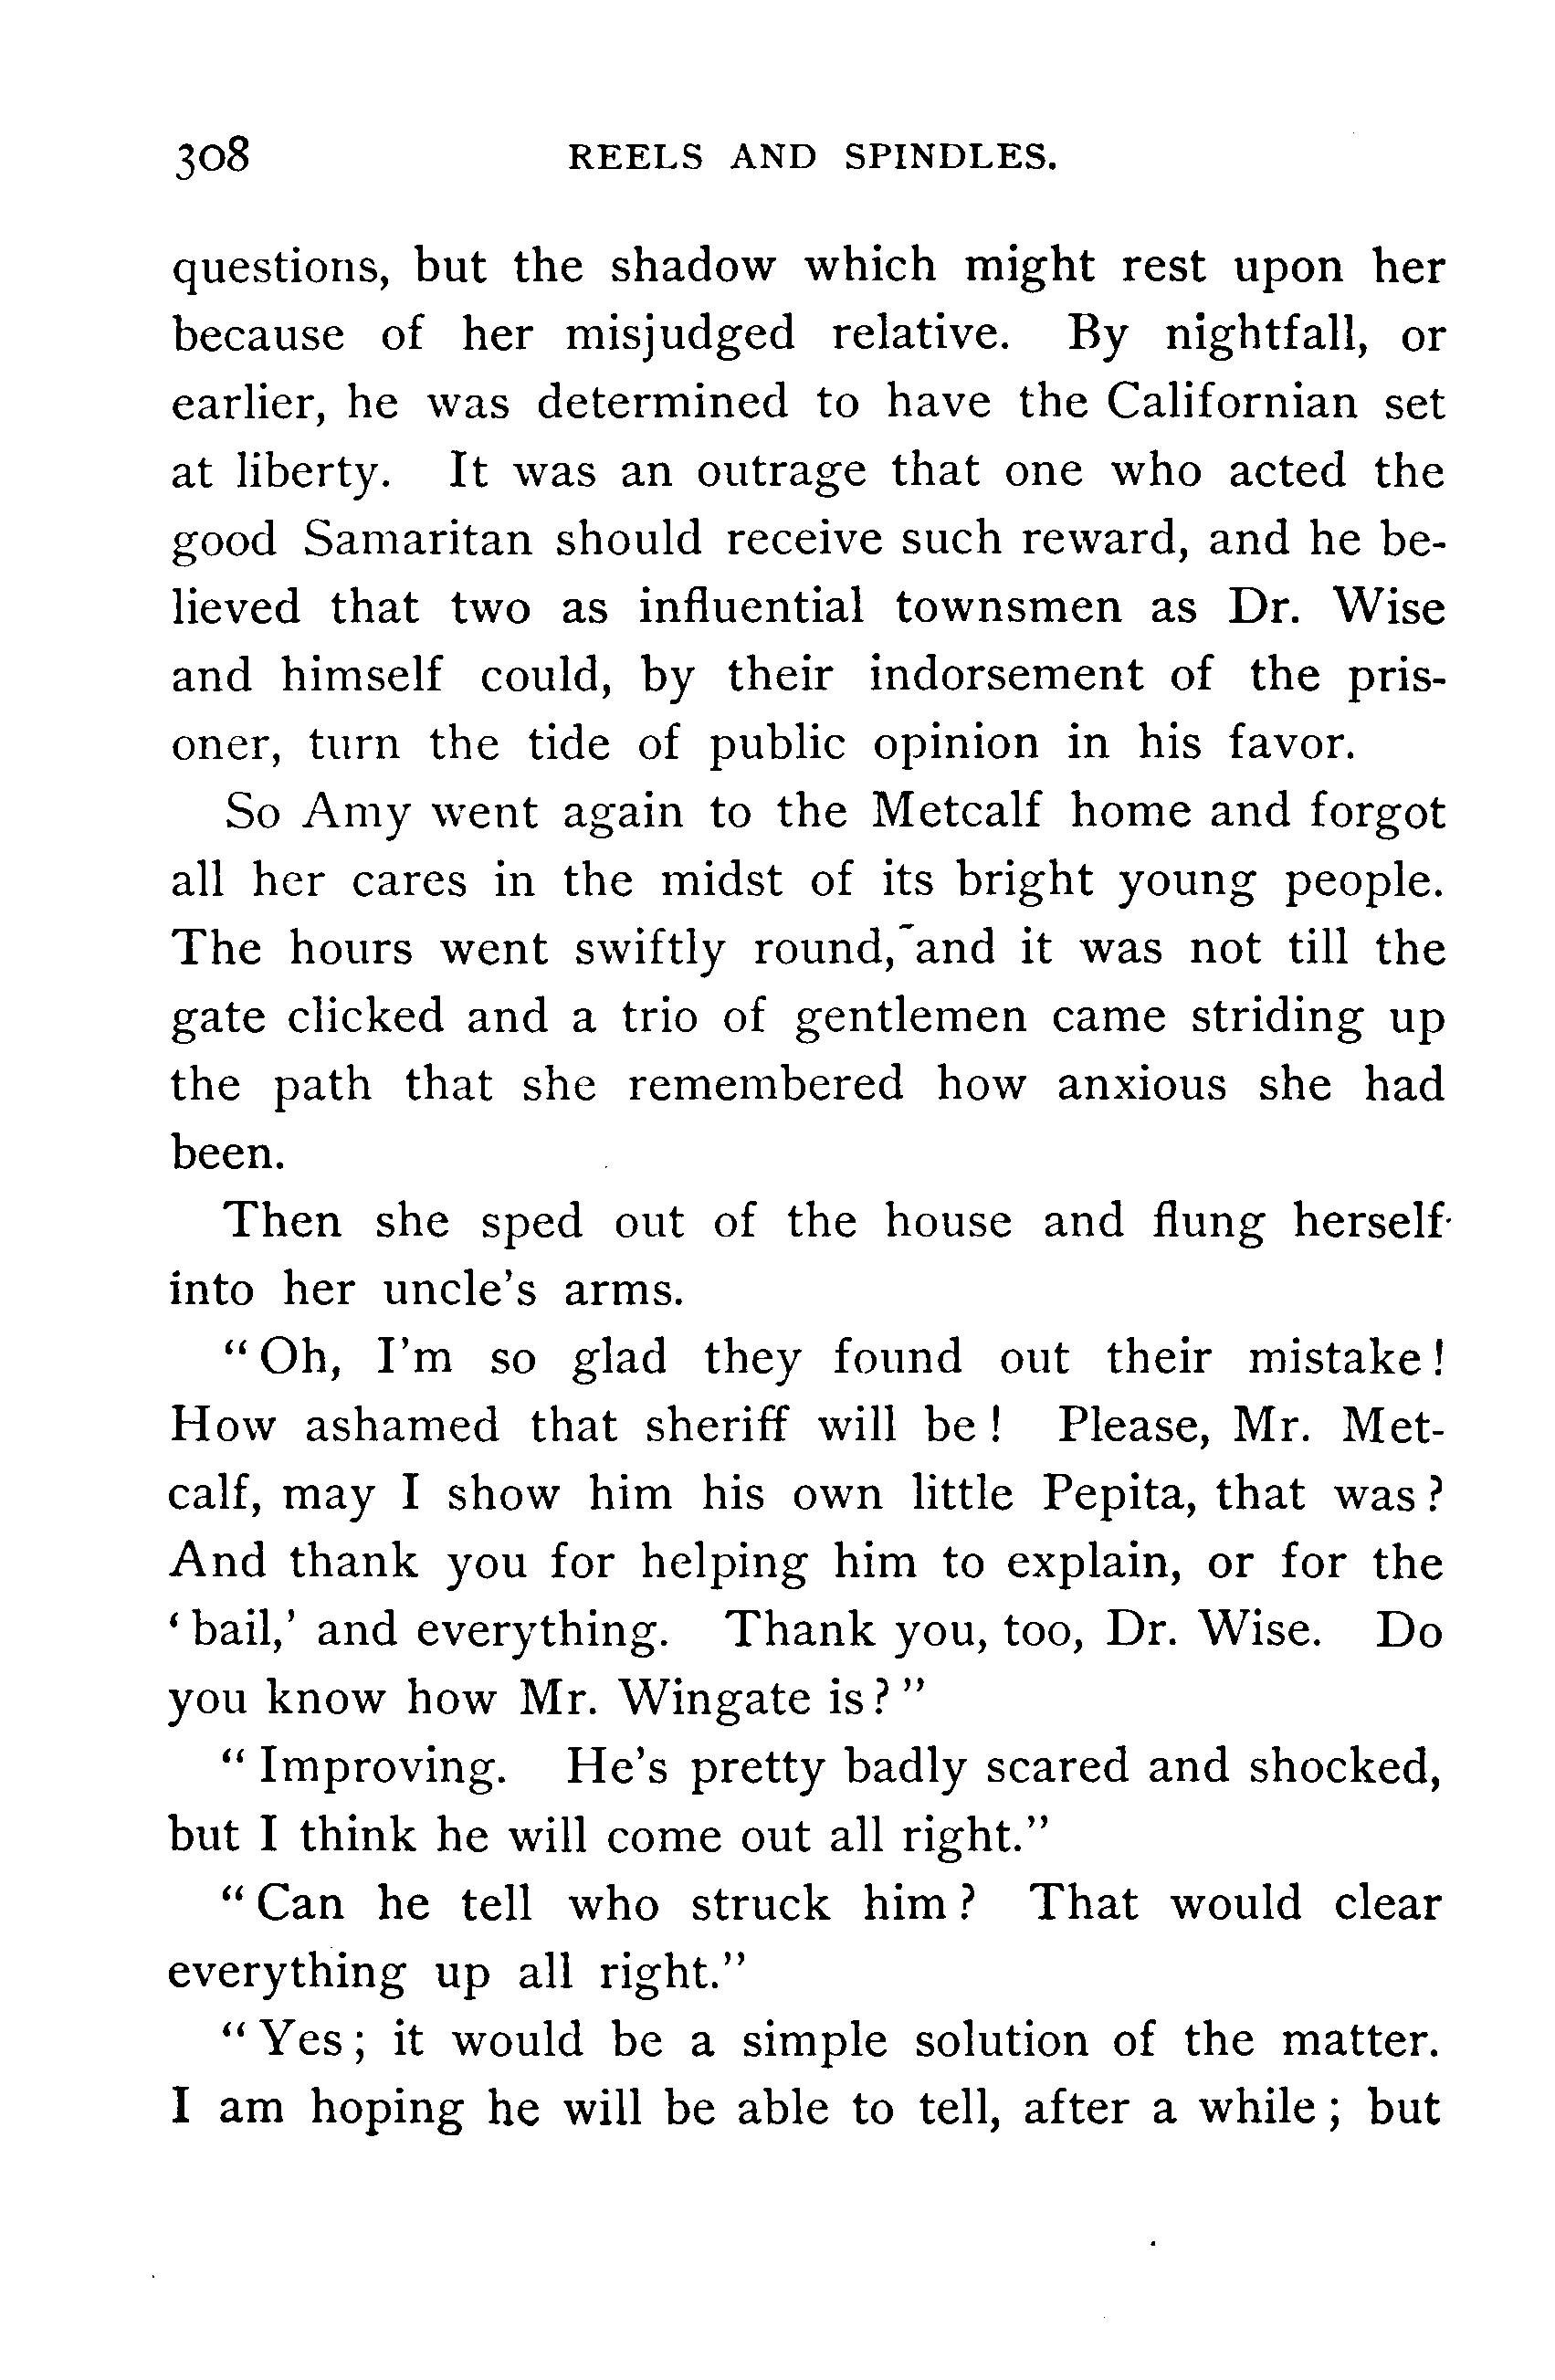 308 REELS AND SPINDLES.
questions, but the shadow which might rest upon her
because of her misjudged relative. By nightfall, or
earlier, he was determined to have the Californian set
at liberty. It was an outrage that one who acted the
good Samaritan should receive such reward, and he be-
lieved that two as influential townsmen as Dr. Wise
and himself could, by their indorsement of the pris-
oner, turn the tide of public opinion in his favor.
So Amy went again to the Metcalf home and forgot
all her cares in the midst of its bright young people.
The hours went swiftly round, and it was not till the
gate clicked and a trio of gentlemen came striding up
the path that she remembered how anxious she had
been.
Then she sped out of the house and flung herself
into her uncle's arms.
“Oh, I'm so glad they found out their mistake!
How ashamed that sheriff will be! Please, Mr. Met-
calf, may I show him his own little Pepita, that was?
And thank you for helping him to explain, or for the
‘bail,’ and everything. Thank you, too, Dr. Wise. Do
you know how Mr. Wingate is?”
“Improving. He's pretty badly scared and shocked,
but I think he will come out all right.”
“Can he tell who struck him? That would clear
everything up all right.”
“Yes; it would be a simple solution of the matter.
I am hoping he will be able to tell, after a while; but